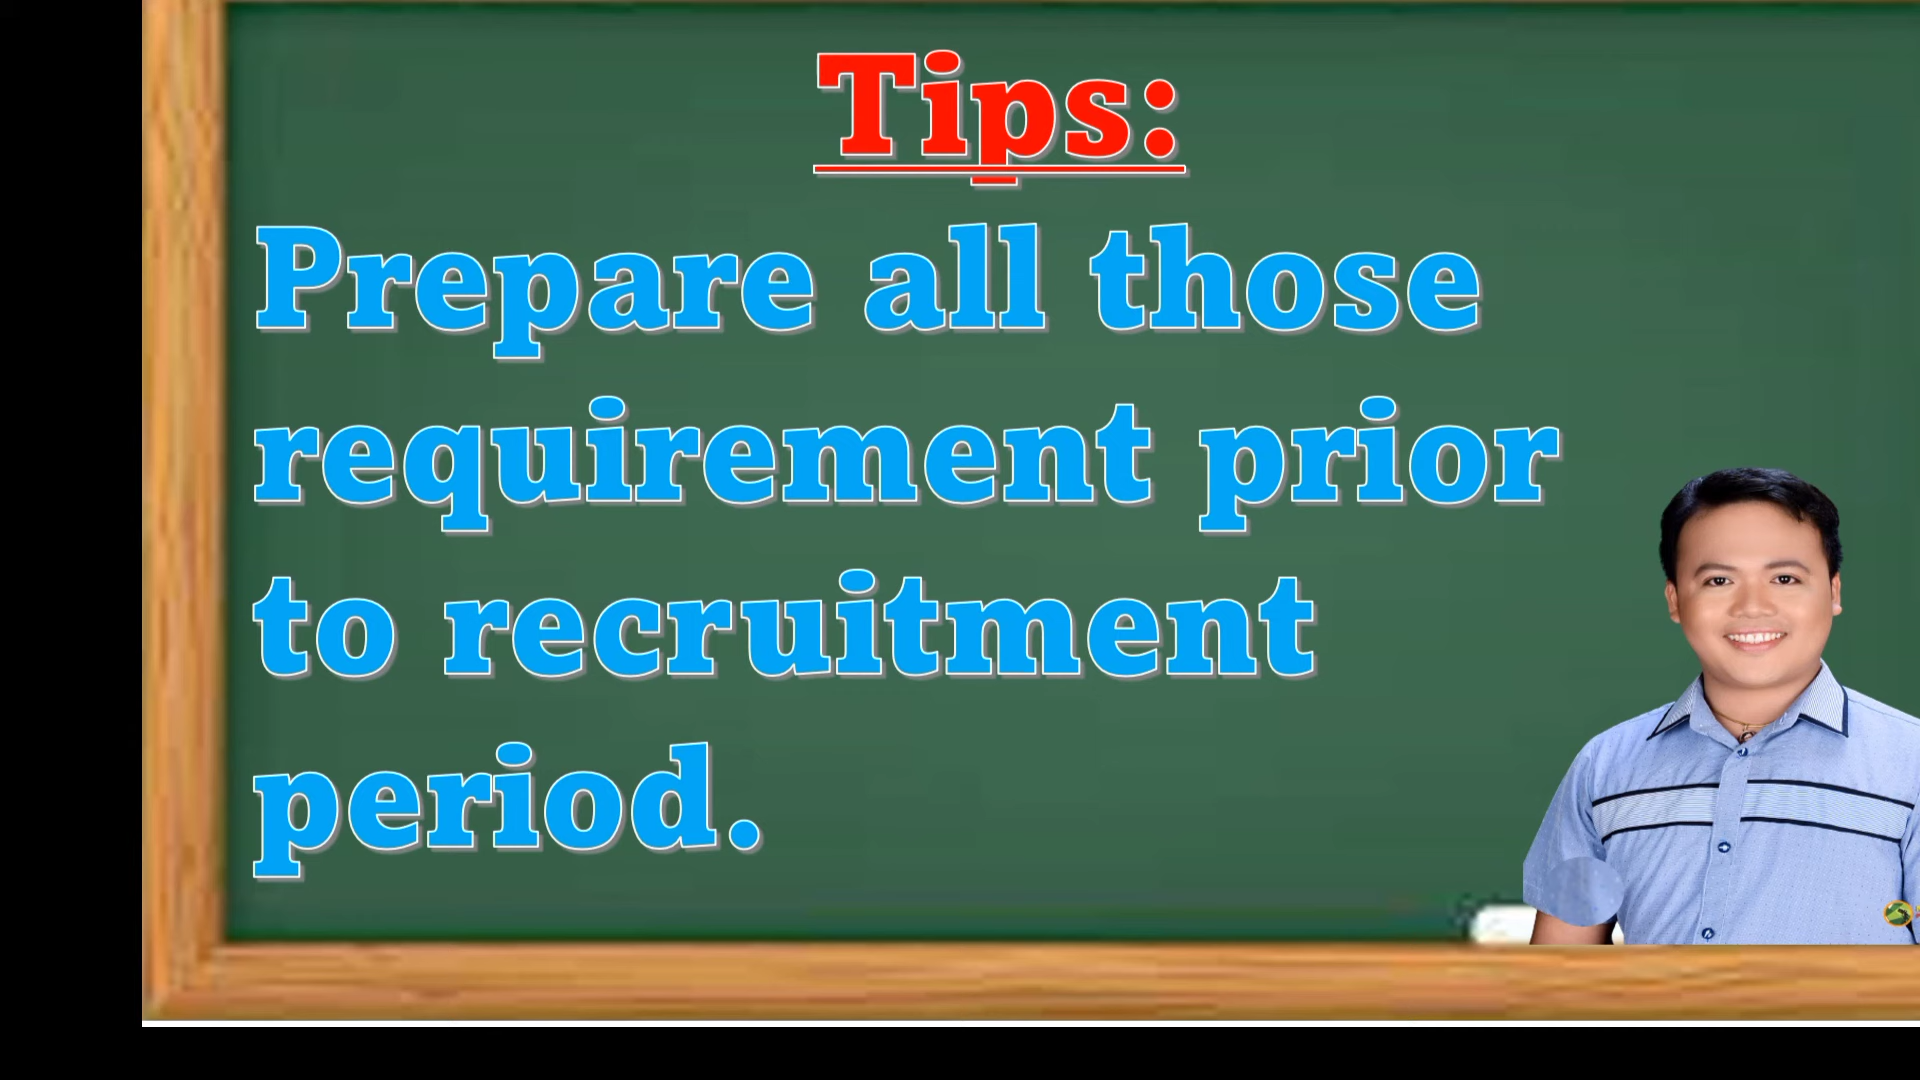 Tips:
Prepare all those
requirement prior
to recruitment
period.